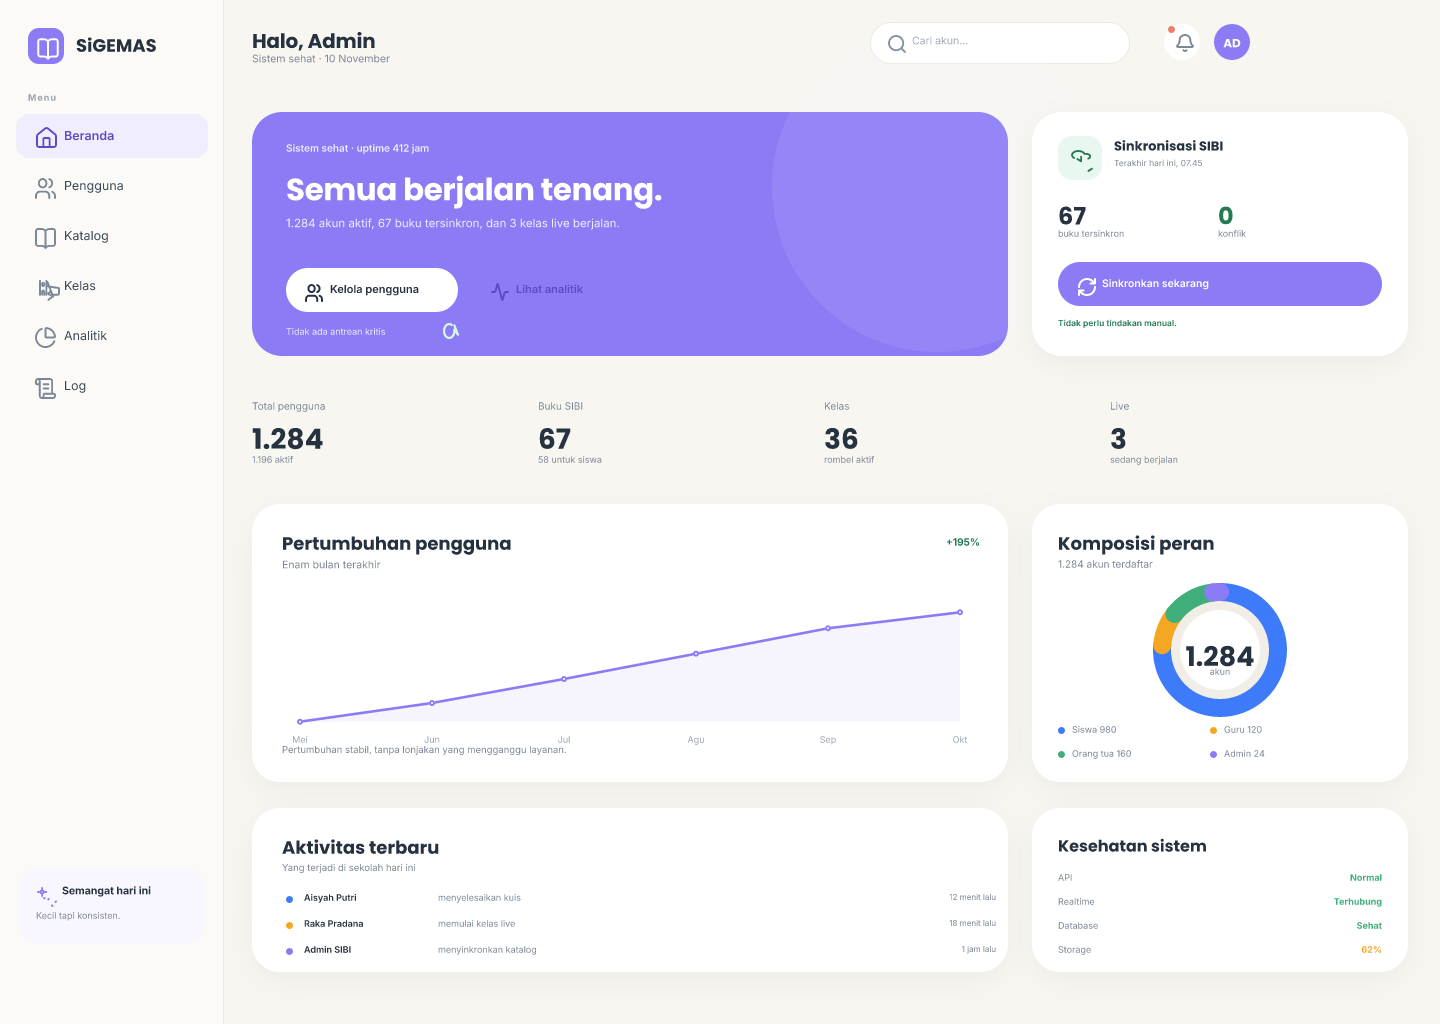 SiGEMAS
Menu
Beranda
Pengguna
Katalog
Kelas
Analitik
Log
Semangat hari ini
Kecil tapi konsisten.
Halo, Admin
Sistem sehat · 10 November
Cari akun...
AD
Sistem sehat · uptime 412 jam
Semua berjalan tenang.
1.284 akun aktif, 67 buku tersinkron, dan 3 kelas live berjalan.
Kelola pengguna
Lihat analitik
Tidak ada antrean kritis
Sinkronisasi SIBI
Terakhir hari ini, 07.45
67
buku tersinkron
0
konflik
Sinkronkan sekarang
Tidak perlu tindakan manual.
Total pengguna
1.284
1.196 aktif
Buku SIBI
67
58 untuk siswa
Kelas
36
rombel aktif
Live
3
sedang berjalan
Pertumbuhan pengguna
+195%
Enam bulan terakhir
Mei Jun Jul Agu Sep Okt
Pertumbuhan stabil, tanpa lonjakan yang mengganggu layanan.
Komposisi peran
1.284 akun terdaftar
1.284
akun
Siswa 980
Guru 120
Orang tua 160
Admin 24
Aktivitas terbaru
Yang terjadi di sekolah hari ini
Aisyah Putri menyelesaikan kuis 12 menit lalu
Raka Pradana memulai kelas live 18 menit lalu
Admin SIBI menyinkronkan katalog 1 jam lalu
Kesehatan sistem
API Normal
Realtime Terhubung
Database Sehat
Storage 62%